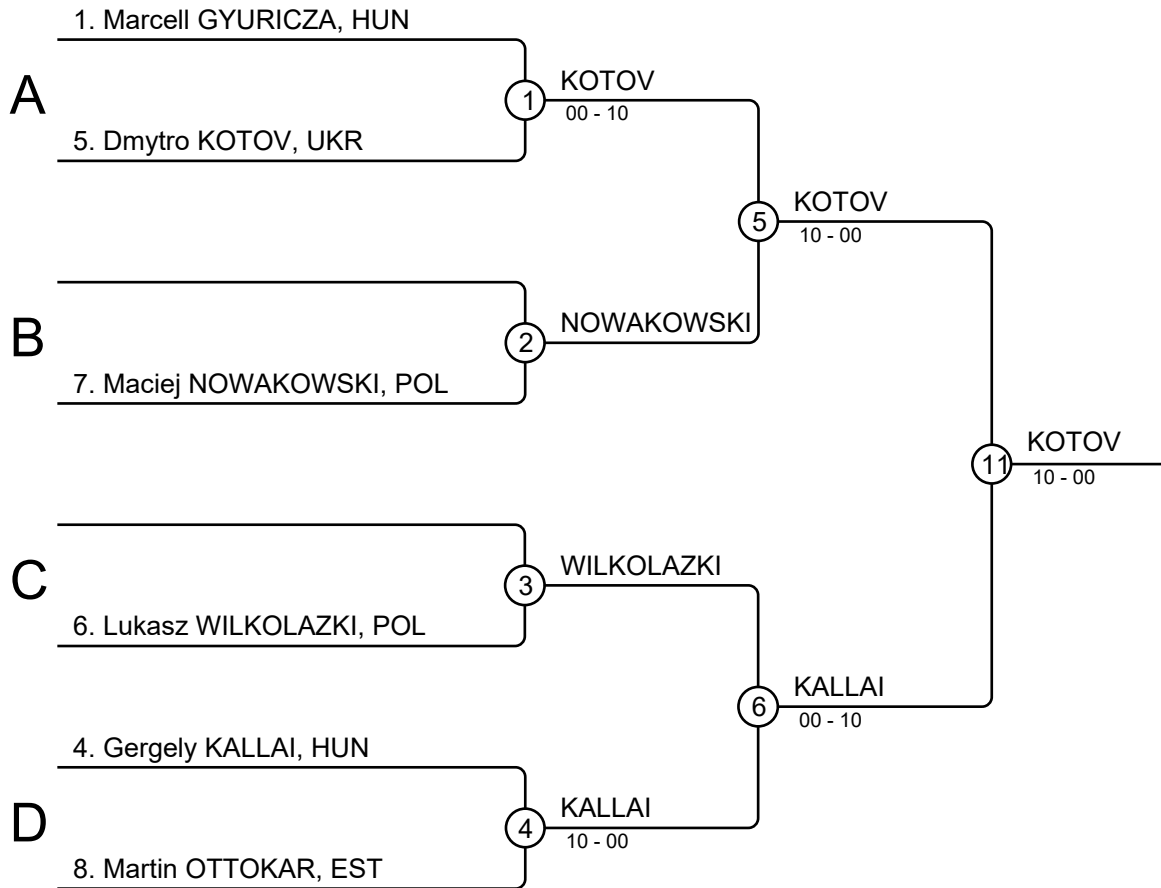 1. Marcell GYURICZA, HUN
A
1
KOTOV
00 - 10
5. Dmytro KOTOV, UKR
5
KOTOV
10 - 00
B
2
NOWAKOWSKI
7. Maciej NOWAKOWSKI, POL
11
KOTOV
10 - 00
C
3
WILKOLAZKI
6. Lukasz WILKOLAZKI, POL
6
KALLAI
00 - 10
4. Gergely KALLAI, HUN
D
4
KALLAI
10 - 00
8. Martin OTTOKAR, EST